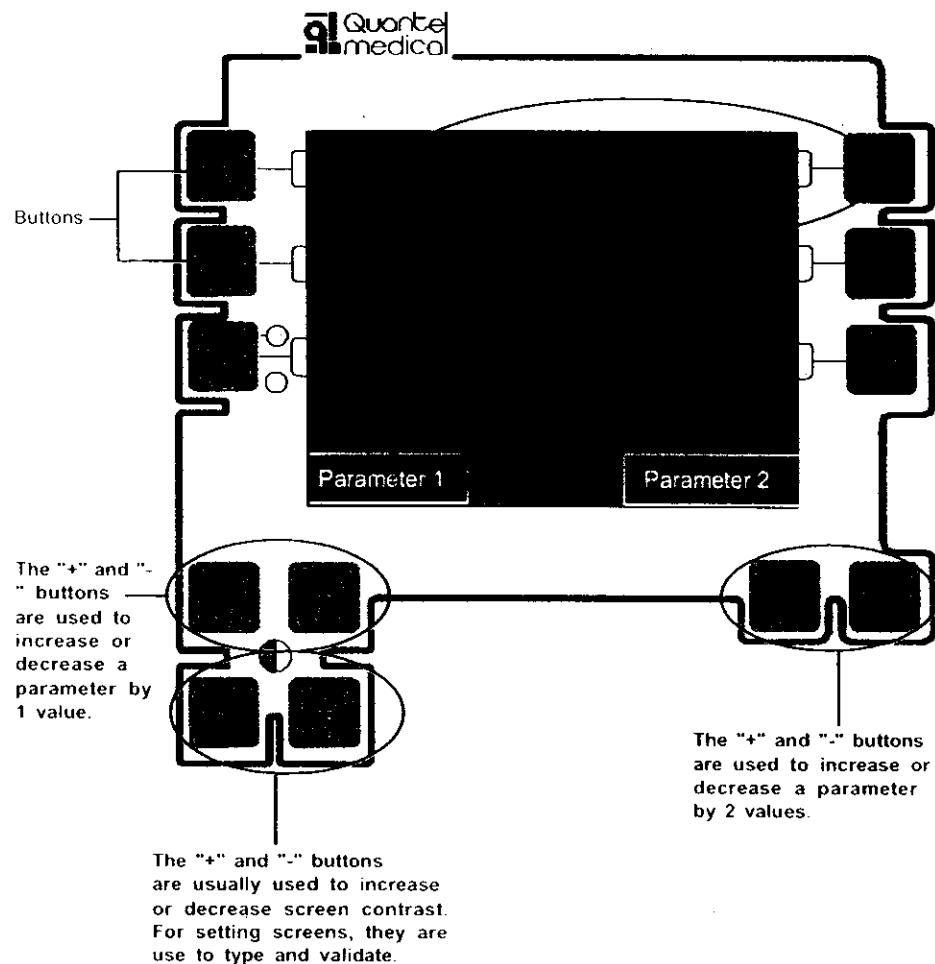 Quantel
medical
Buttons
Parameter 1
Parameter 2
The "+" and "-
" buttons
are used to
increase or
decrease a
parameter by
1 value.
The "+" and "-" buttons
are used to increase or
decrease a parameter
by 2 values.
The "+" and "-" buttons
are usually used to increase
or decrease screen contrast.
For setting screens, they are
use to type and validate.